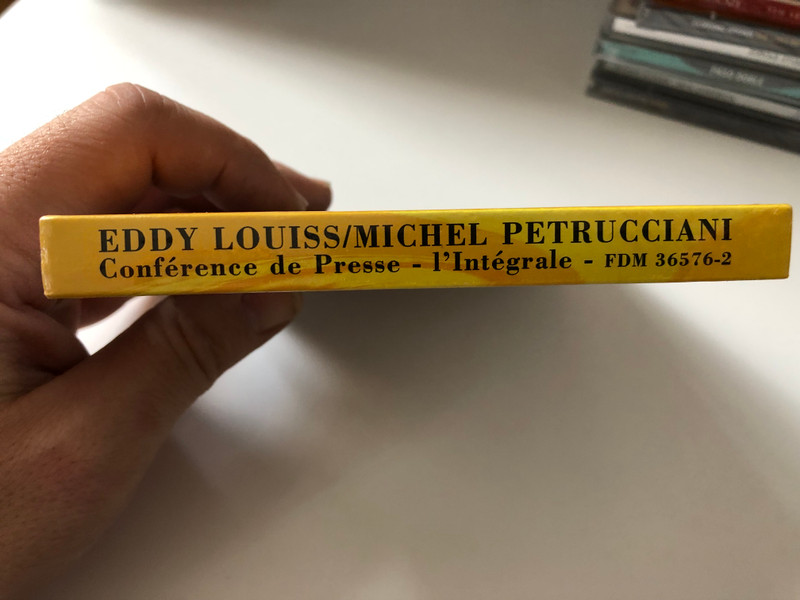 EDDY LOUISS/MICHEL PETRUCCIANI
Conférence de Presse - l'Intégrale - FDM 36576-2